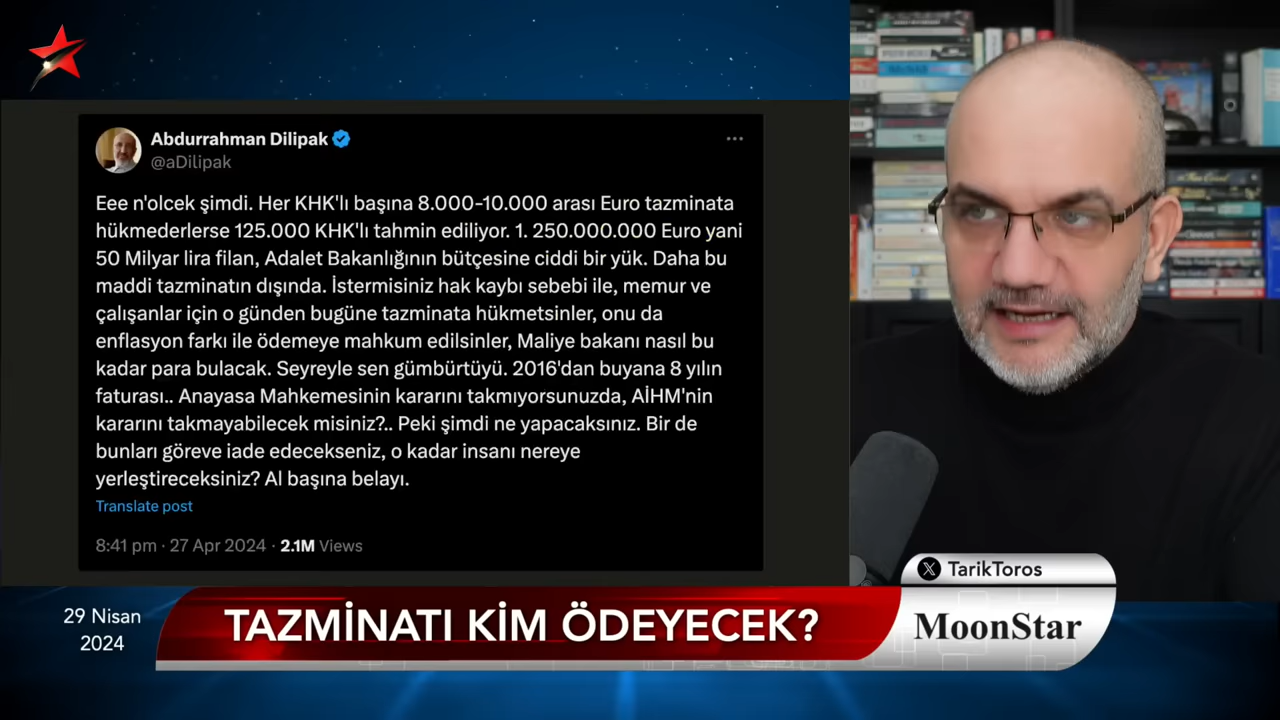 Abdurrahman Dilipak
@aDilipak
Eee n'olcek şimdi. Her KHK'lı başına 8.000-10.000 arası Euro tazminata
hükmederlerse 125.000 KHK'lı tahmin ediliyor. 1. 250.000.000 Euro yani
50 Milyar lira filan, Adalet Bakanlığının bütçesine ciddi bir yük. Daha bu
maddi tazminatın dışında. İstermisiniz hak kaybı sebebi ile, memur ve
çalışanlar için o günden bugüne tazminata hükmetsinler, onu da
enflasyon farkı ile ödemeye mahkum edilsinler, Maliye bakanı nasıl bu
kadar para bulacak. Seyreyle sen gümbürtüyü. 2016'dan buyana 8 yılın
faturası.. Anayasa Mahkemesinin kararını takmıyorsunuzda, AİHM'nin
kararını takmayabilecek misiniz?.. Peki şimdi ne yapacaksınız. Bir de
bunları göreve iade edecekseniz, o kadar insanı nereye
yerleştireceksiniz? Al başına belayı.
Translate post
8:41 pm · 27 Apr 2024 · 2.1M Views
X TarikToros
MoonStar
29 Nisan
2024
TAZMİNATI KİM ÖDEYECEK?